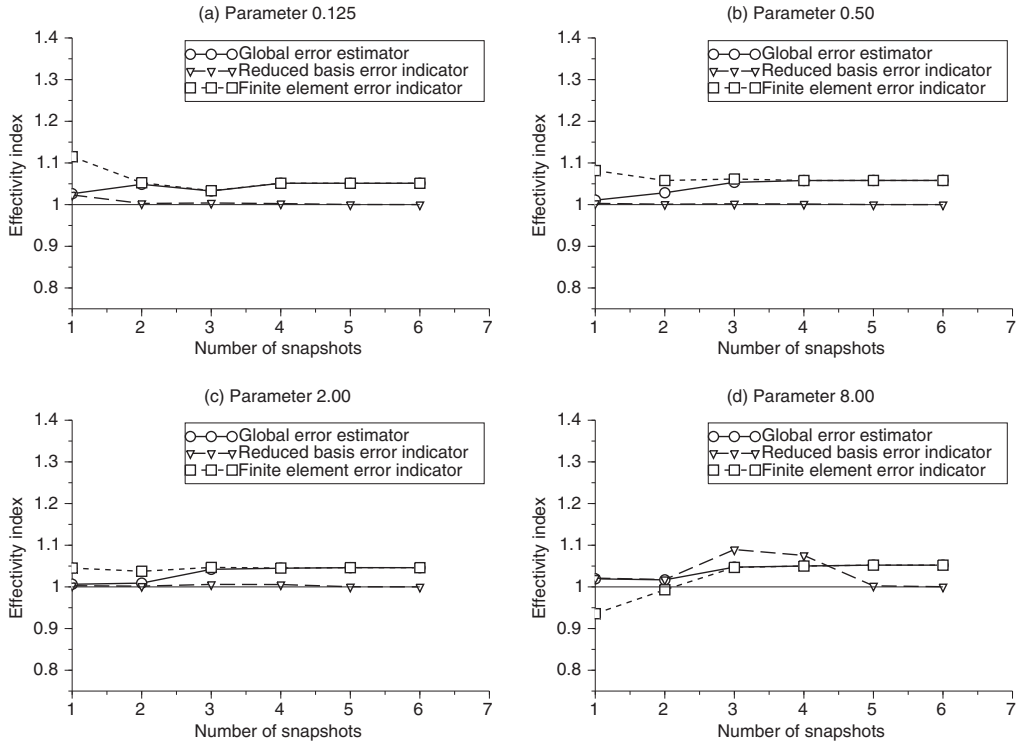 (a) Parameter 0.125
1.4
1.3
1.2
1.1
1
0.9
0.8
Effectivity index
Global error estimator
Reduced basis error indicator
Finite element error indicator
1 2 3 4 5 6 7
Number of snapshots
(b) Parameter 0.50
1.4
1.3
1.2
1.1
1
0.9
0.8
Effectivity index
Global error estimator
Reduced basis error indicator
Finite element error indicator
1 2 3 4 5 6 7
Number of snapshots
(c) Parameter 2.00
1.4
1.3
1.2
1.1
1
0.9
0.8
Effectivity index
Global error estimator
Reduced basis error indicator
Finite element error indicator
1 2 3 4 5 6 7
Number of snapshots
(d) Parameter 8.00
1.4
1.3
1.2
1.1
1
0.9
0.8
Effectivity index
Global error estimator
Reduced basis error indicator
Finite element error indicator
1 2 3 4 5 6 7
Number of snapshots